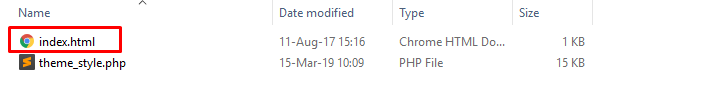 Name Date modified Type Size
index.html 11-Aug-17 15:16 Chrome HTML Do... 1 KB
theme_style.php 15-Mar-19 10:09 PHP File 15 KB